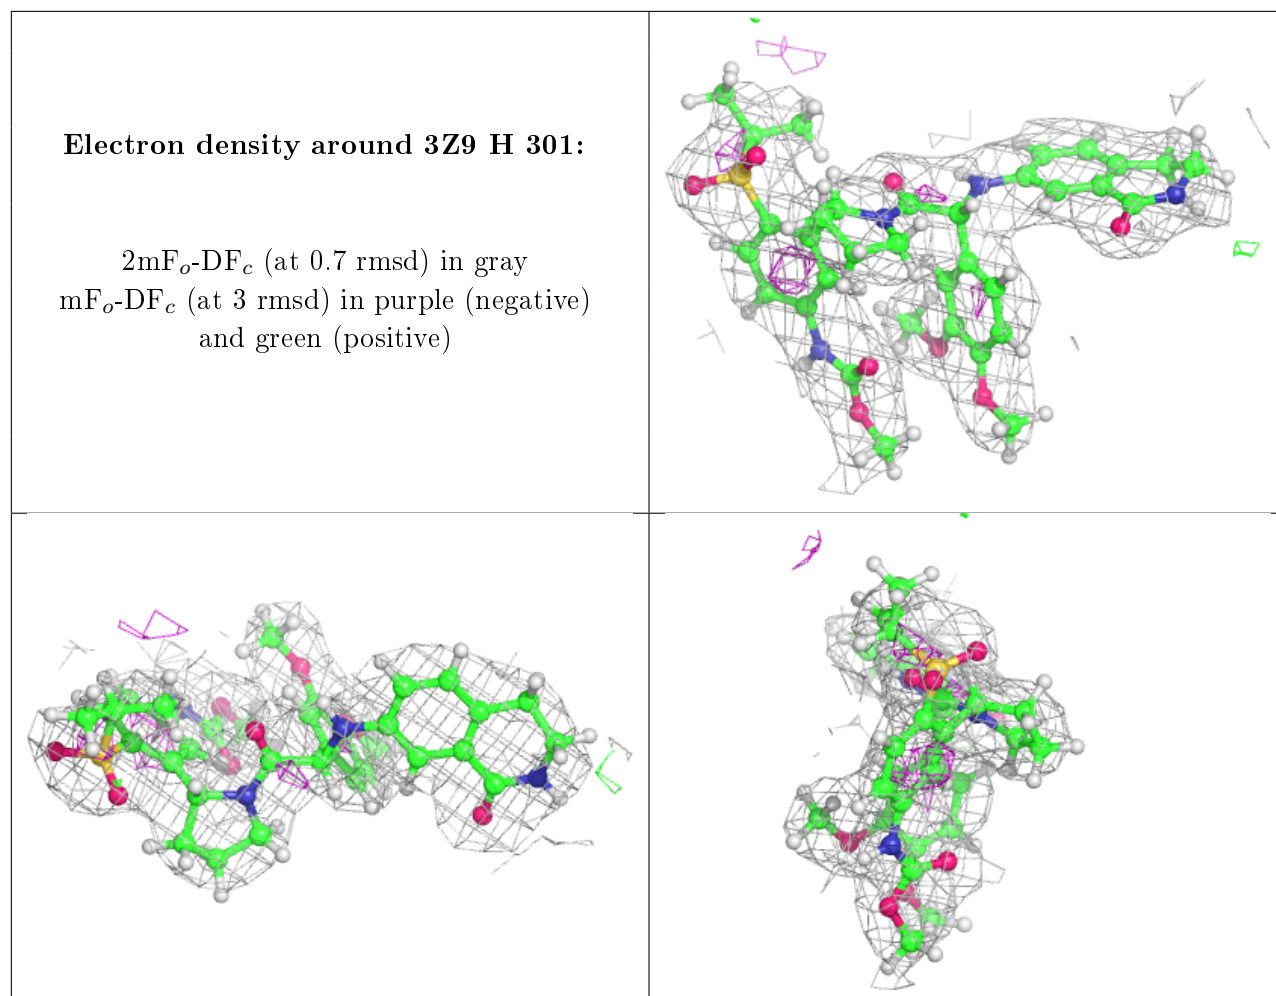 Electron density around 3Z9 H 301:
2mFo-DFc (at 0.7 rmsd) in gray
mFo-DFc (at 3 rmsd) in purple (negative)
and green (positive)